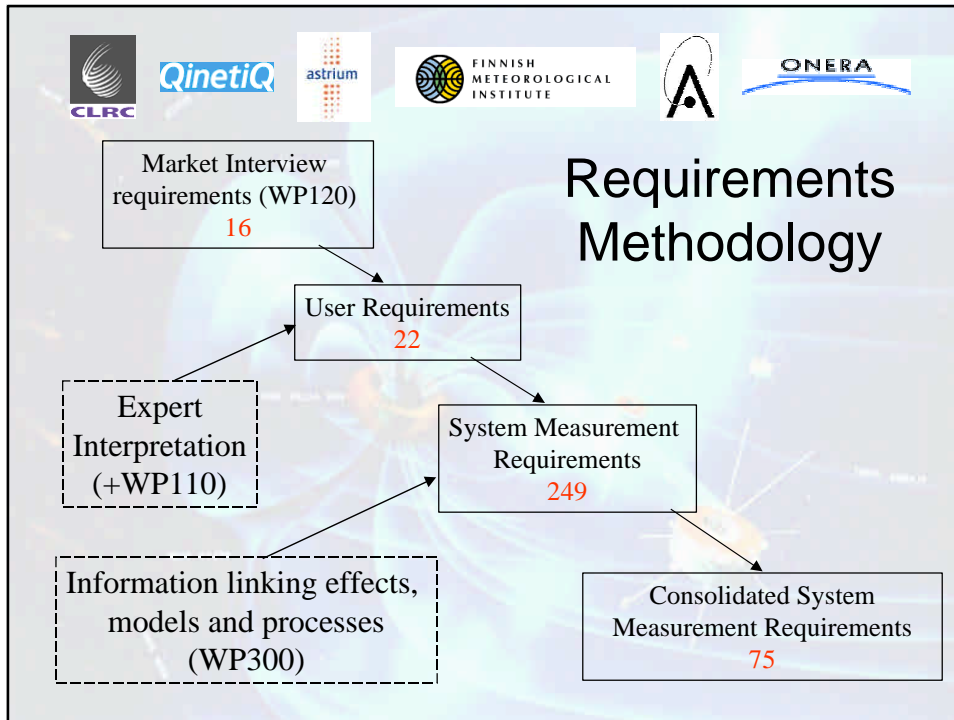 CLRC
QinetiQ
astrium
FINNISH
METEOROLOGICAL
INSTITUTE
ONERA
Requirements
Methodology
Market Interview
requirements (WP120)
16
User Requirements
22
Expert
Interpretation
(+WP110)
System Measurement
Requirements
249
Information linking effects,
models and processes
(WP300)
Consolidated System
Measurement Requirements
75